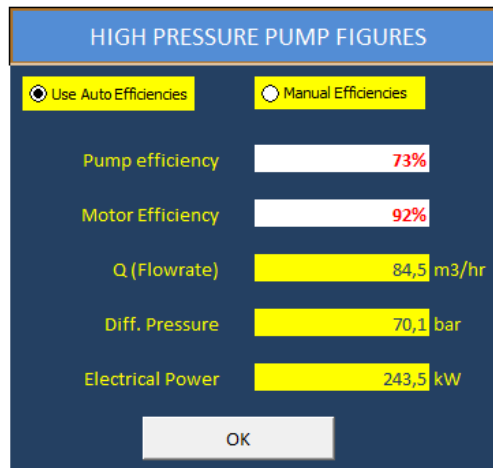 HIGH PRESSURE PUMP FIGURES
Use Auto Efficiencies Manual Efficiencies
Pump efficiency 73%
Motor Efficiency 92%
Q (Flowrate) 84,5 m3/hr
Diff. Pressure 70,1 bar
Electrical Power 243,5 kW
OK